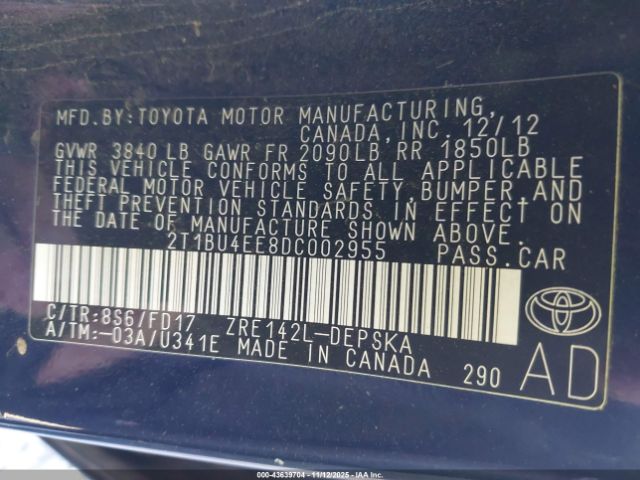 MFD. BY: TOYOTA MOTOR MANUFACTURING,
CANADA, INC. 12/12
GVWR 3840 LB GAWR FR 2090LB RR 1850LB
THIS VEHICLE CONFORMS TO ALL APPLICABLE
FEDERAL MOTOR VEHICLE SAFETY, BUMPER, AND
THEFT PREVENTION STANDARDS IN EFFECT ON
THE DATE OF MANUFACTURE SHOWN ABOVE.
2T1BU4EE8DC002955 PASS.CAR
C/TR:8S6/FD17 ZRE142L-DEPSKA
A/TM:-03A/U341E MADE IN CANADA
290
AD
TOYOTA
IAA - 43639704 - 11/12/2025 - IAAI.COM